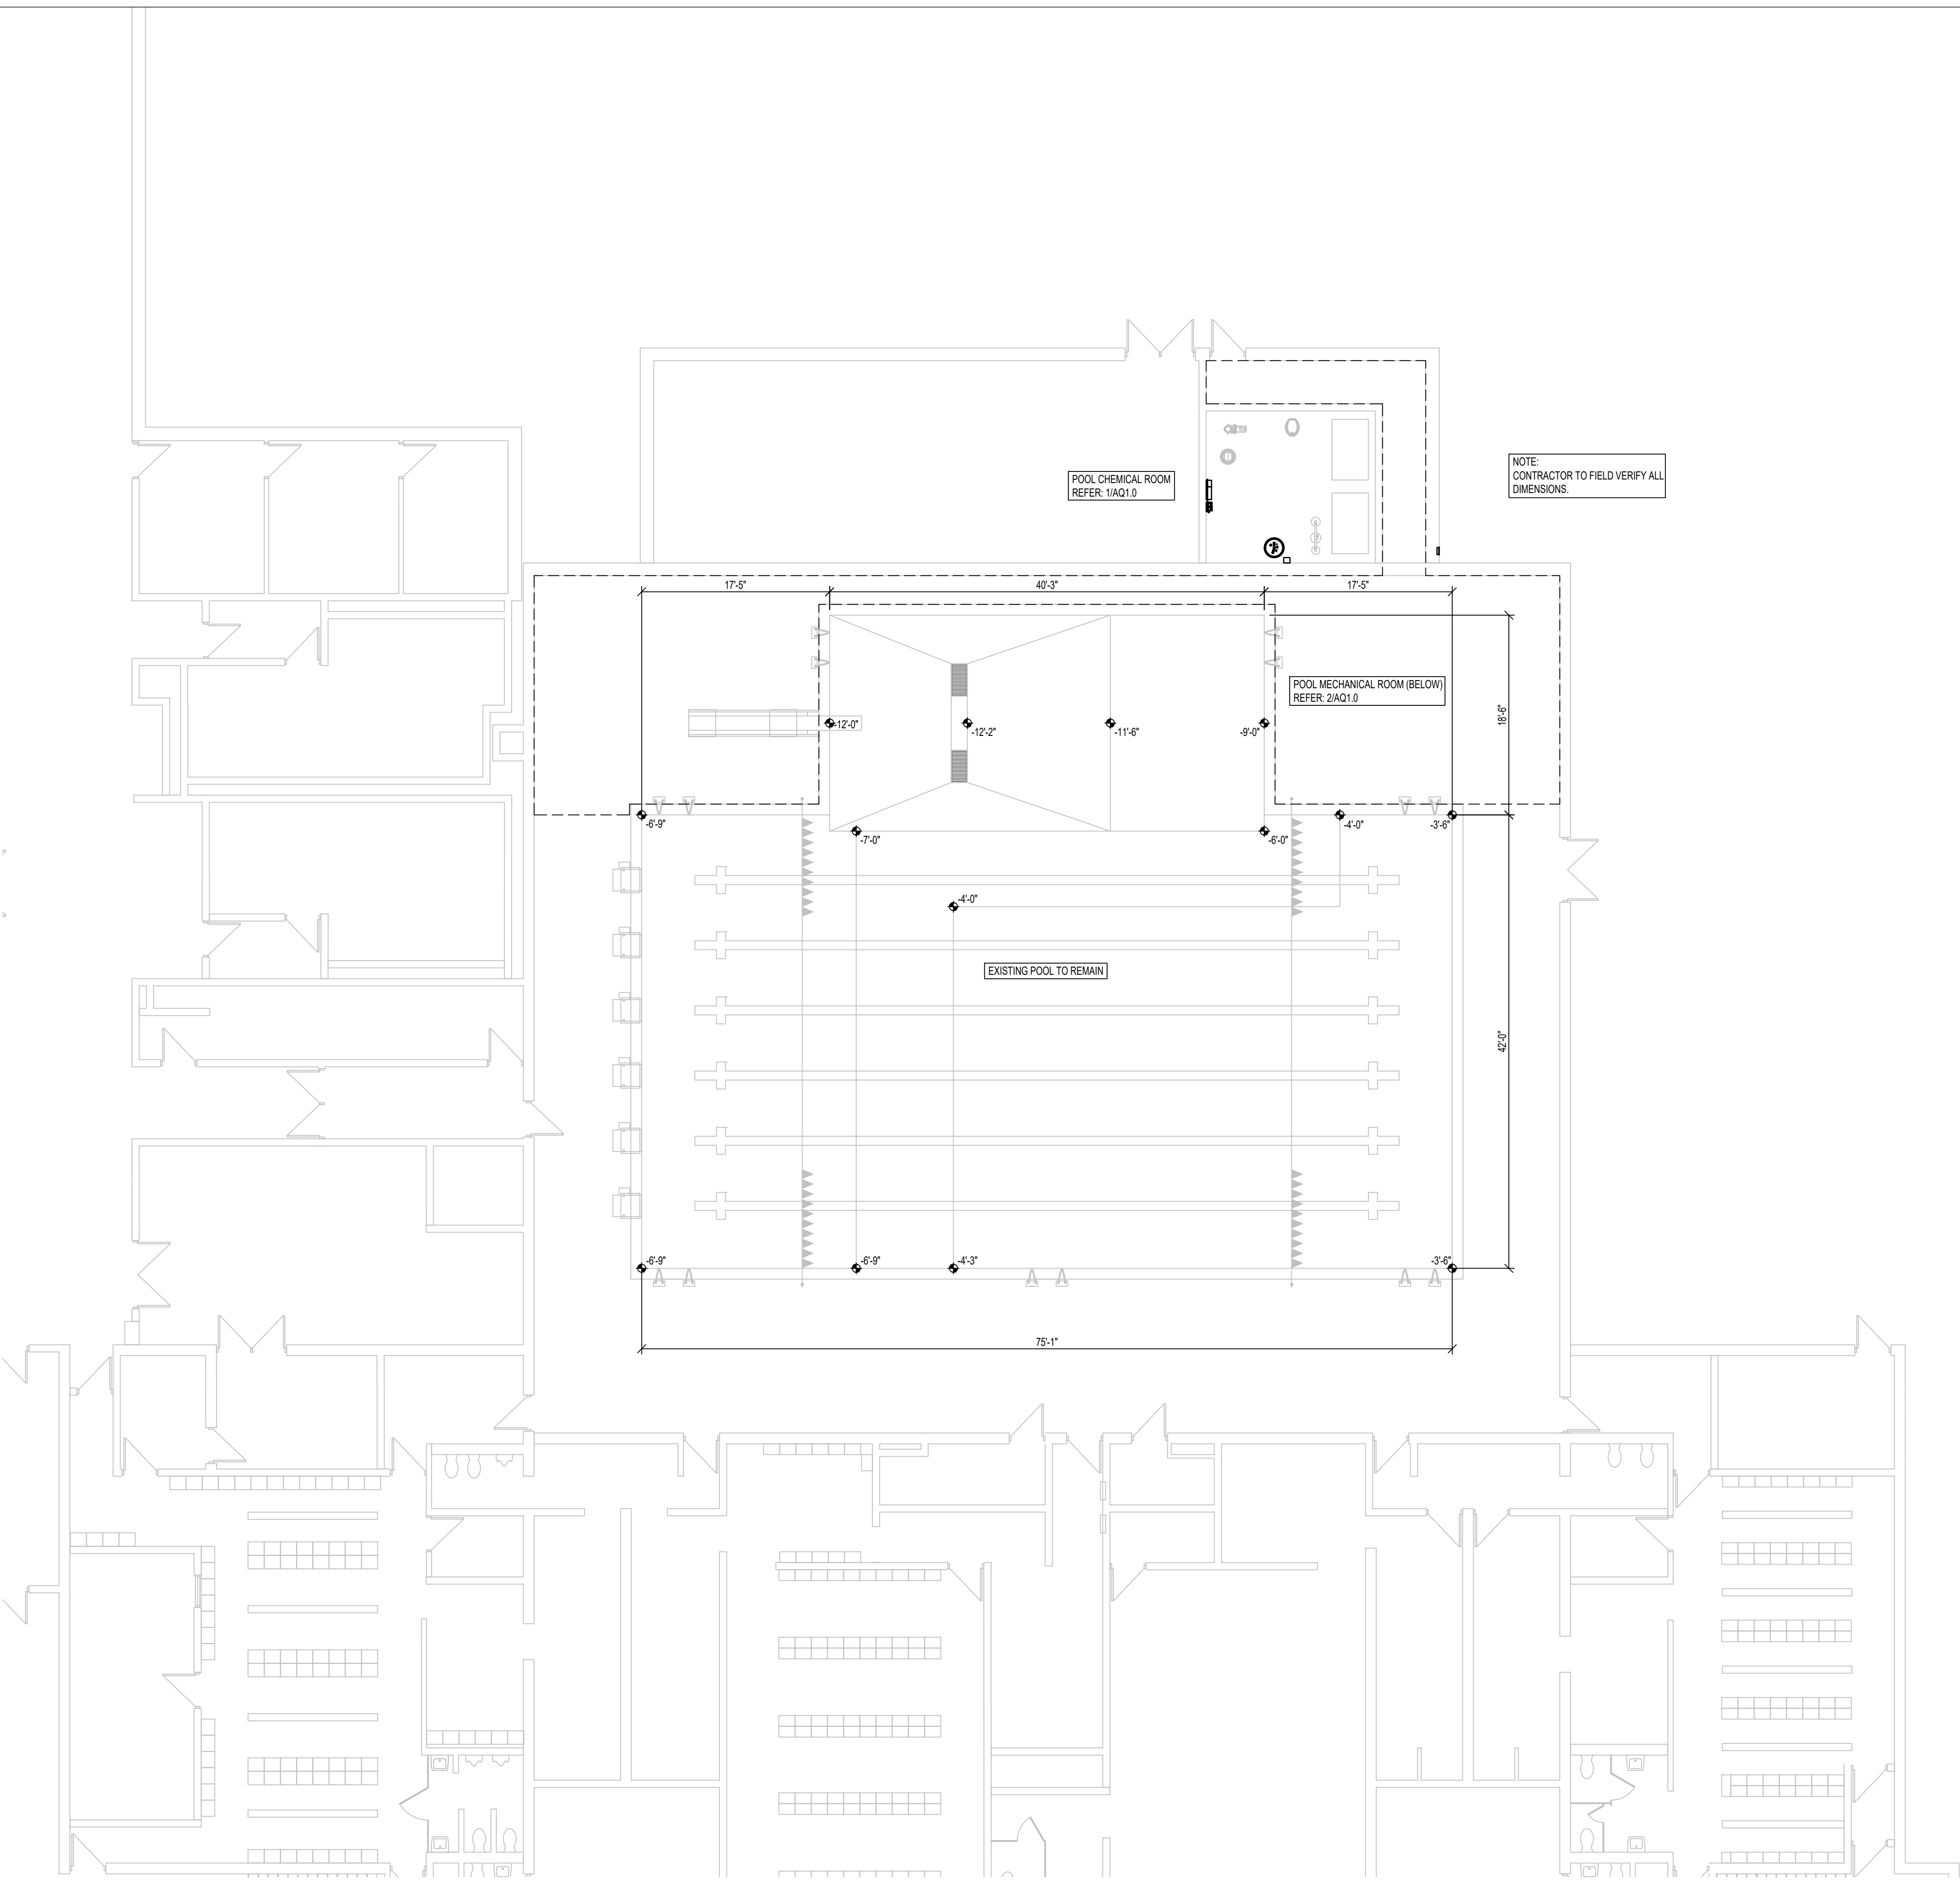 POOL CHEMICAL ROOM
REFER: 1/AQ1.0
NOTE:
CONTRACTOR TO FIELD VERIFY ALL
DIMENSIONS.
17'-5"
40'-3"
17'-5"
POOL MECHANICAL ROOM (BELOW)
REFER: 2/AQ1.0
18'-6"
-12'-0"
-12'-2"
-11'-6"
-9'-0"
-6'-9"
-7'-0"
-6'-0"
-4'-0"
-3'-6"
-4'-0"
EXISTING POOL TO REMAIN
42'-0"
-6'-9"
-6'-9"
-4'-3"
-3'-6"
75'-1"